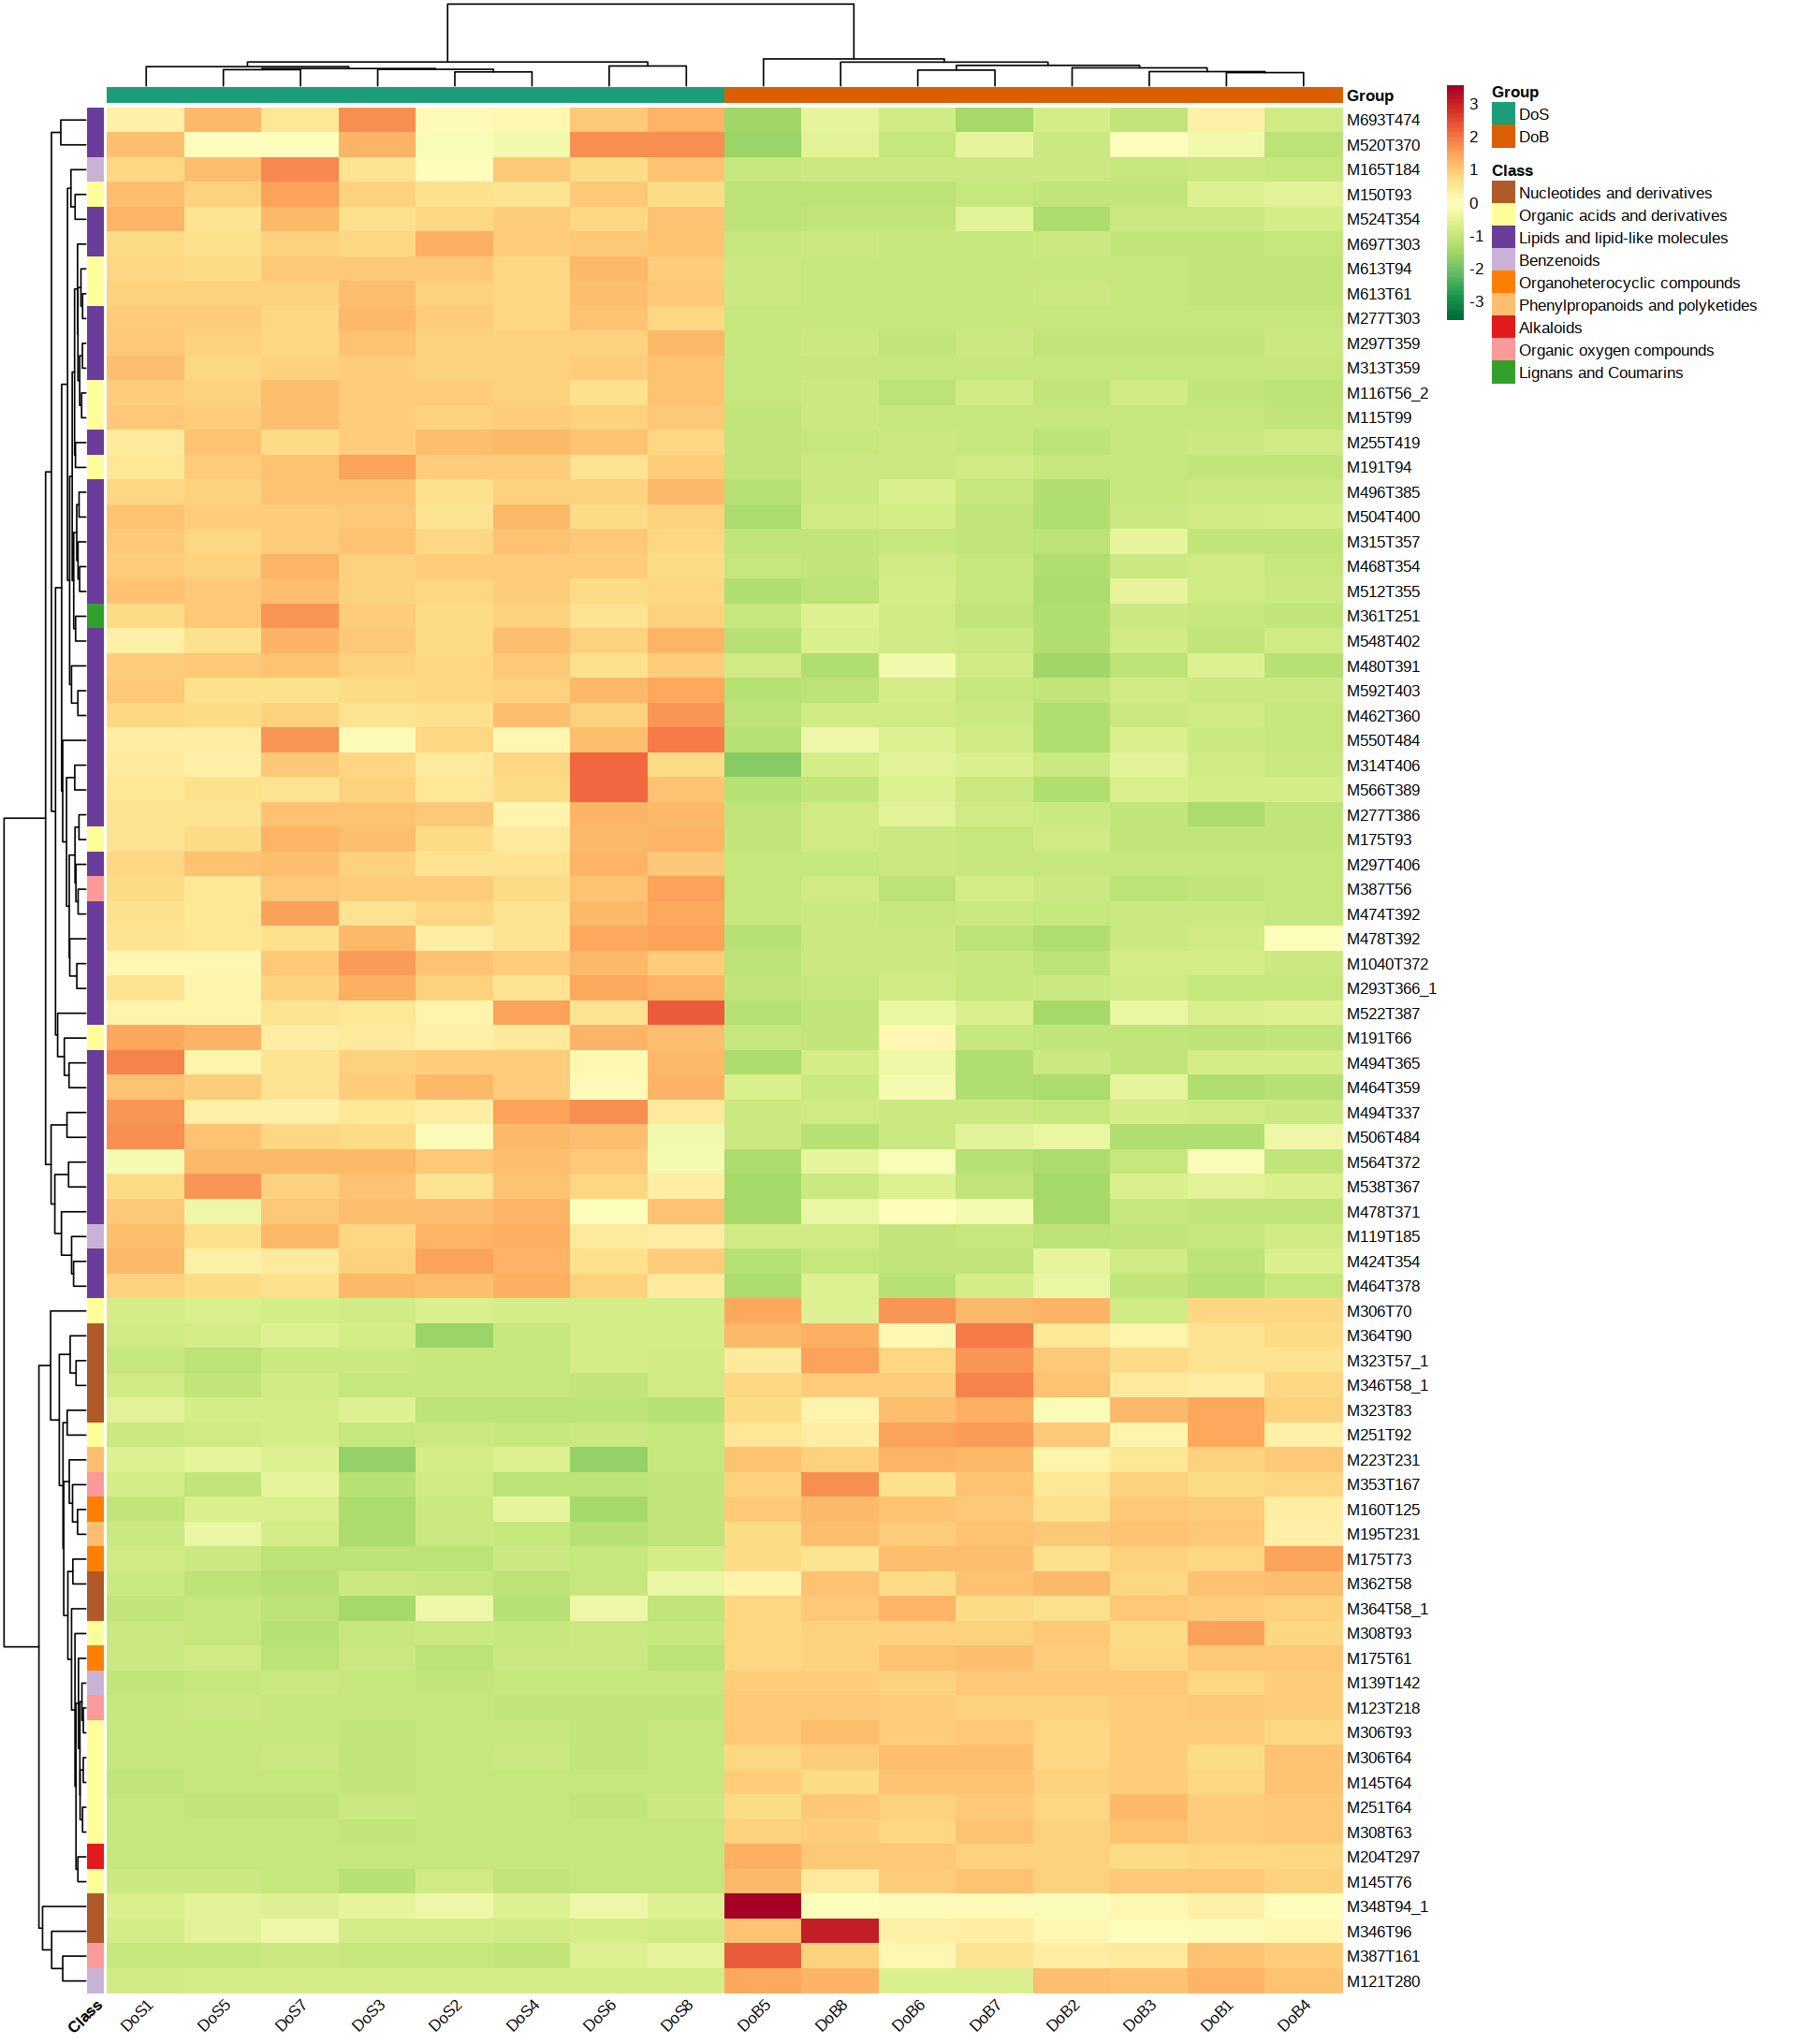 Group
M693T474
M520T370
M165T184
M150T93
M524T354
M697T303
M613T94
M613T61
M277T303
M297T359
M313T359
M116T56_2
M115T99
M255T419
M191T94
M496T385
M504T400
M315T357
M468T354
M512T355
M361T251
M548T402
M480T391
M592T403
M462T360
M550T484
M314T406
M566T389
M277T386
M175T93
M297T406
M387T56
M474T392
M478T392
M1040T372
M293T366_1
M522T387
M191T66
M494T365
M464T359
M494T337
M506T484
M564T372
M538T367
M478T371
M119T185
M424T354
M464T378
M306T70
M364T90
M323T57_1
M346T58_1
M323T83
M251T92
M223T231
M353T167
M160T125
M195T231
M175T73
M362T58
M364T58_1
M308T93
M175T61
M139T142
M123T218
M306T93
M306T64
M145T64
M251T64
M308T63
M204T297
M145T76
M348T94_1
M346T96
M387T161
M121T280
3
2
1
0
-1
-2
-3
Group
DoS
DoB
Class
Nucleotides and derivatives
Organic acids and derivatives
Lipids and lipid-like molecules
Benzenoids
Organoheterocyclic compounds
Phenylpropanoids and polyketides
Alkaloids
Organic oxygen compounds
Lignans and Coumarins
Class
DoS1
DoS5
DoS7
DoS3
DoS2
DoS4
DoS6
DoS8
DoB5
DoB8
DoB6
DoB7
DoB2
DoB3
DoB1
DoB4